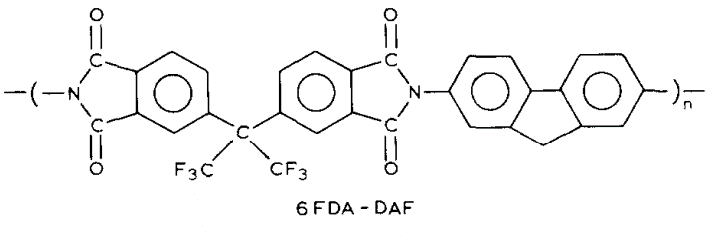 O O
C C
—( N N )n
C C C
O F3C CF3 O
6FDA-DAF